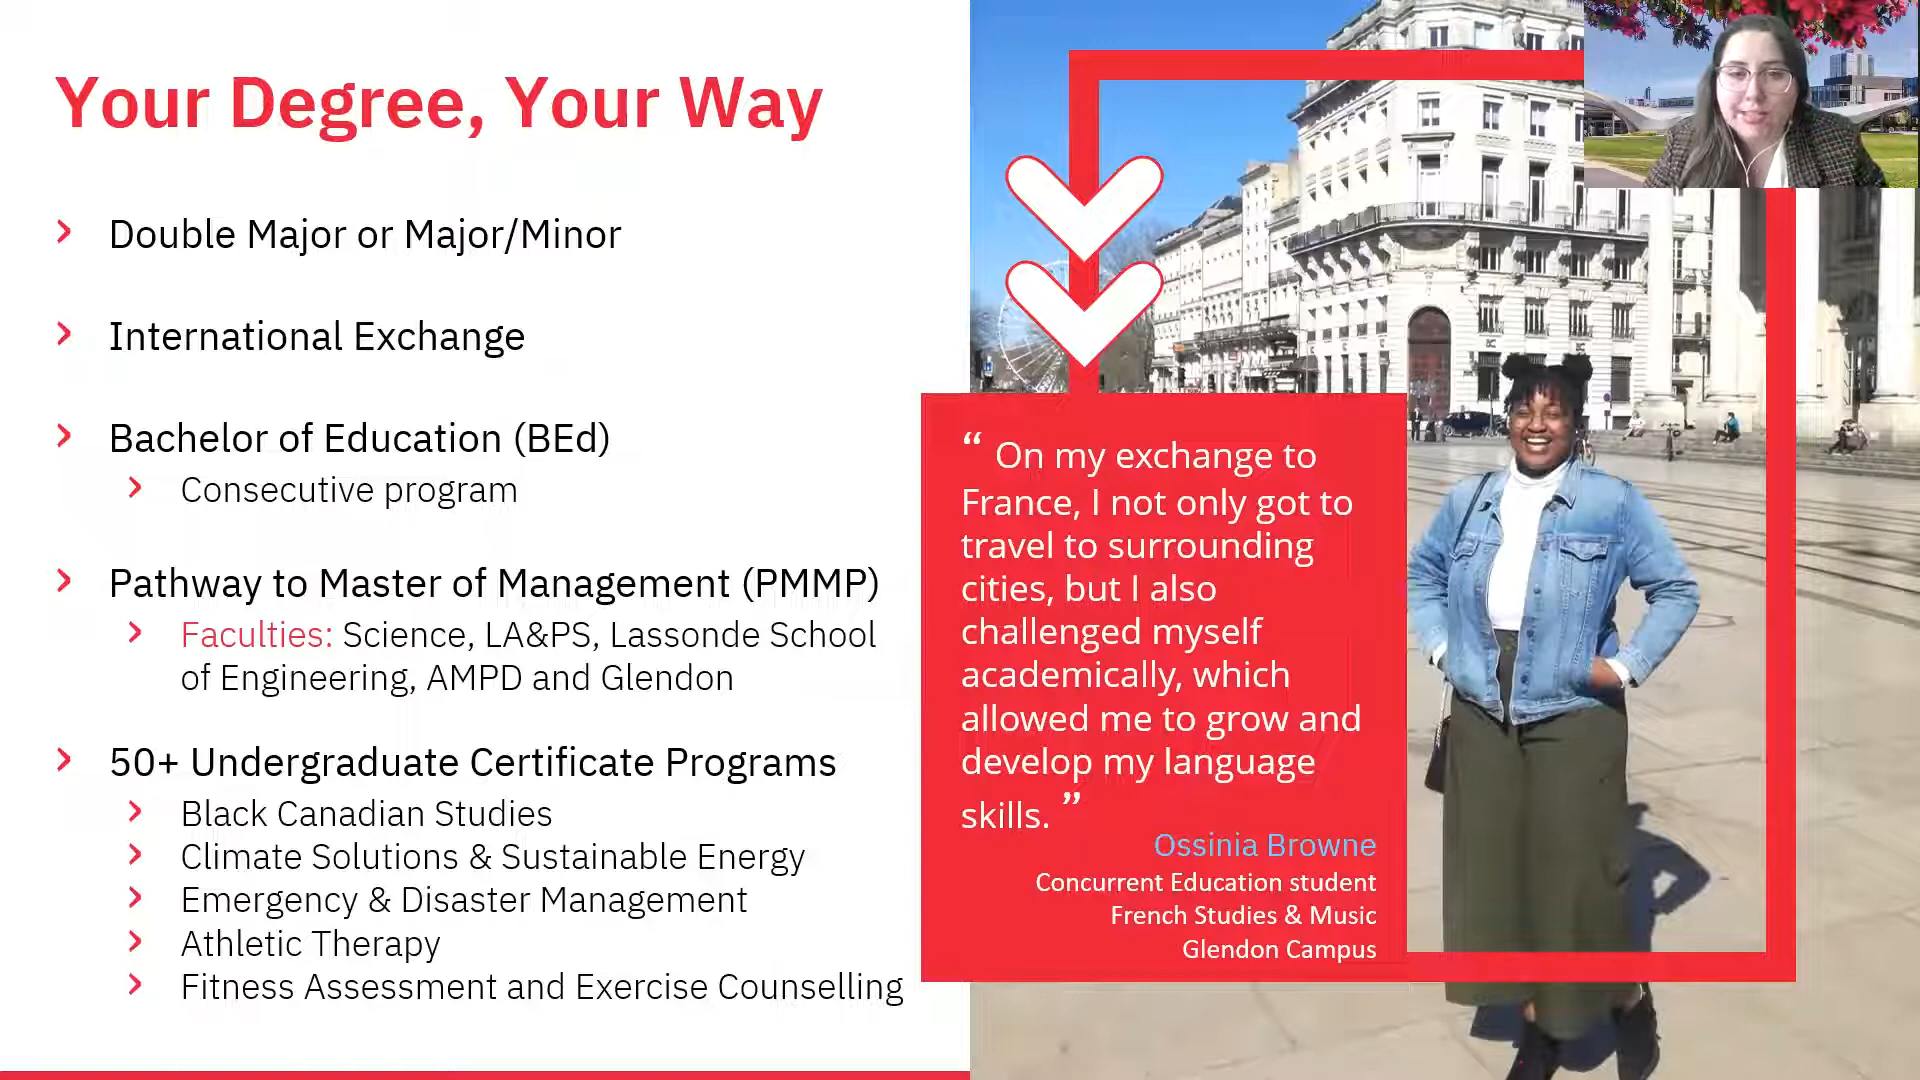 Your Degree, Your Way
Double Major or Major/Minor
International Exchange
Bachelor of Education (BEd)
Consecutive program
Pathway to Master of Management (PMMP)
Faculties: Science, LA&PS, Lassonde School
of Engineering, AMPD and Glendon
50+ Undergraduate Certificate Programs
Black Canadian Studies
Climate Solutions & Sustainable Energy
Emergency & Disaster Management
Athletic Therapy
Fitness Assessment and Exercise Counselling
“ On my exchange to
France, I not only got to
travel to surrounding
cities, but I also
challenged myself
academically, which
allowed me to grow and
develop my language
skills. ”
Ossinia Browne
Concurrent Education student
French Studies & Music
Glendon Campus